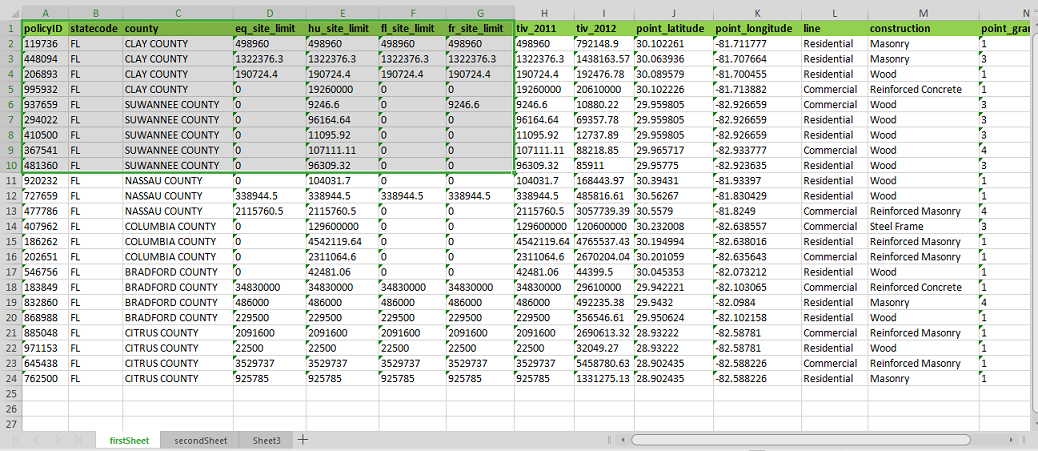 A B C D E F G H I J K L M N
1 policyID statecode county eq_site_limit hu_site_limit fl_site_limit fr_site_limit tiv_2011 tiv_2012 point_latitude point_longitude line construction point_gran
2 119736 FL CLAY COUNTY 498960 498960 498960 498960 498960 792148.9 30.102261 -81.711777 Residential Masonry 1
3 448094 FL CLAY COUNTY 1322376.3 1322376.3 1322376.3 1322376.3 1322376.3 1438163.57 30.063936 -81.707664 Residential Masonry 3
4 206893 FL CLAY COUNTY 190724.4 190724.4 190724.4 190724.4 190724.4 192476.78 30.089579 -81.700455 Residential Wood 1
5 995932 FL CLAY COUNTY 0 19260000 0 0 19260000 20610000 30.102226 -81.713882 Commercial Reinforced Concrete 1
6 937659 FL SUWANNEE COUNTY 0 9246.6 0 9246.6 9246.6 10880.22 29.959805 -82.926659 Commercial Wood 3
7 294022 FL SUWANNEE COUNTY 0 96164.64 0 0 96164.64 69357.78 29.959805 -82.926659 Residential Wood 3
8 410500 FL SUWANNEE COUNTY 0 11095.92 0 0 11095.92 12737.89 29.959805 -82.926659 Residential Wood 3
9 367541 FL SUWANNEE COUNTY 0 107111.11 0 0 107111.11 88218.85 29.965717 -82.933777 Commercial Wood 4
10 481360 FL SUWANNEE COUNTY 0 96309.32 0 0 96309.32 85911 29.95775 -82.923635 Residential Wood 3
11 920232 FL NASSAU COUNTY 0 104031.7 0 0 104031.7 168443.97 30.39431 -81.93397 Residential Wood 1
12 727659 FL NASSAU COUNTY 338944.5 338944.5 338944.5 338944.5 338944.5 485816.61 30.56267 -81.830429 Residential Wood 1
13 477786 FL NASSAU COUNTY 2115760.5 2115760.5 0 0 2115760.5 3057739.39 30.5579 -81.8249 Commercial Reinforced Masonry 4
14 407962 FL COLUMBIA COUNTY 0 129600000 0 0 129600000 120600000 30.232008 -82.638557 Commercial Steel Frame 3
15 186262 FL COLUMBIA COUNTY 0 4542119.64 0 0 4542119.64 4765537.43 30.194994 -82.638016 Residential Reinforced Masonry 1
16 202651 FL COLUMBIA COUNTY 0 2311064.6 0 0 2311064.6 2670204.04 30.201059 -82.635643 Commercial Reinforced Masonry 1
17 546756 FL BRADFORD COUNTY 0 42481.06 0 0 42481.06 44399.5 30.045353 -82.073212 Residential Wood 1
18 183849 FL BRADFORD COUNTY 34830000 34830000 34830000 34830000 34830000 29610000 29.942221 -82.103065 Commercial Reinforced Concrete 1
19 832860 FL BRADFORD COUNTY 486000 486000 486000 486000 486000 492235.38 29.9432 -82.0984 Residential Masonry 4
20 868988 FL BRADFORD COUNTY 229500 229500 229500 229500 229500 356546.61 29.950624 -82.102158 Residential Wood 1
21 885048 FL CITRUS COUNTY 2091600 2091600 2091600 2091600 2091600 2690613.32 28.93222 -82.58781 Commercial Reinforced Masonry 1
22 971153 FL CITRUS COUNTY 22500 22500 22500 22500 22500 32049.27 28.93222 -82.58781 Residential Wood 1
23 645438 FL CITRUS COUNTY 3529737 3529737 3529737 3529737 3529737 5458780.63 28.902435 -82.588226 Commercial Reinforced Masonry 1
24 762500 FL CITRUS COUNTY 925785 925785 925785 925785 925785 1331275.13 28.902435 -82.588226 Residential Masonry 1
25
26
27
firstSheet secondSheet Sheet3